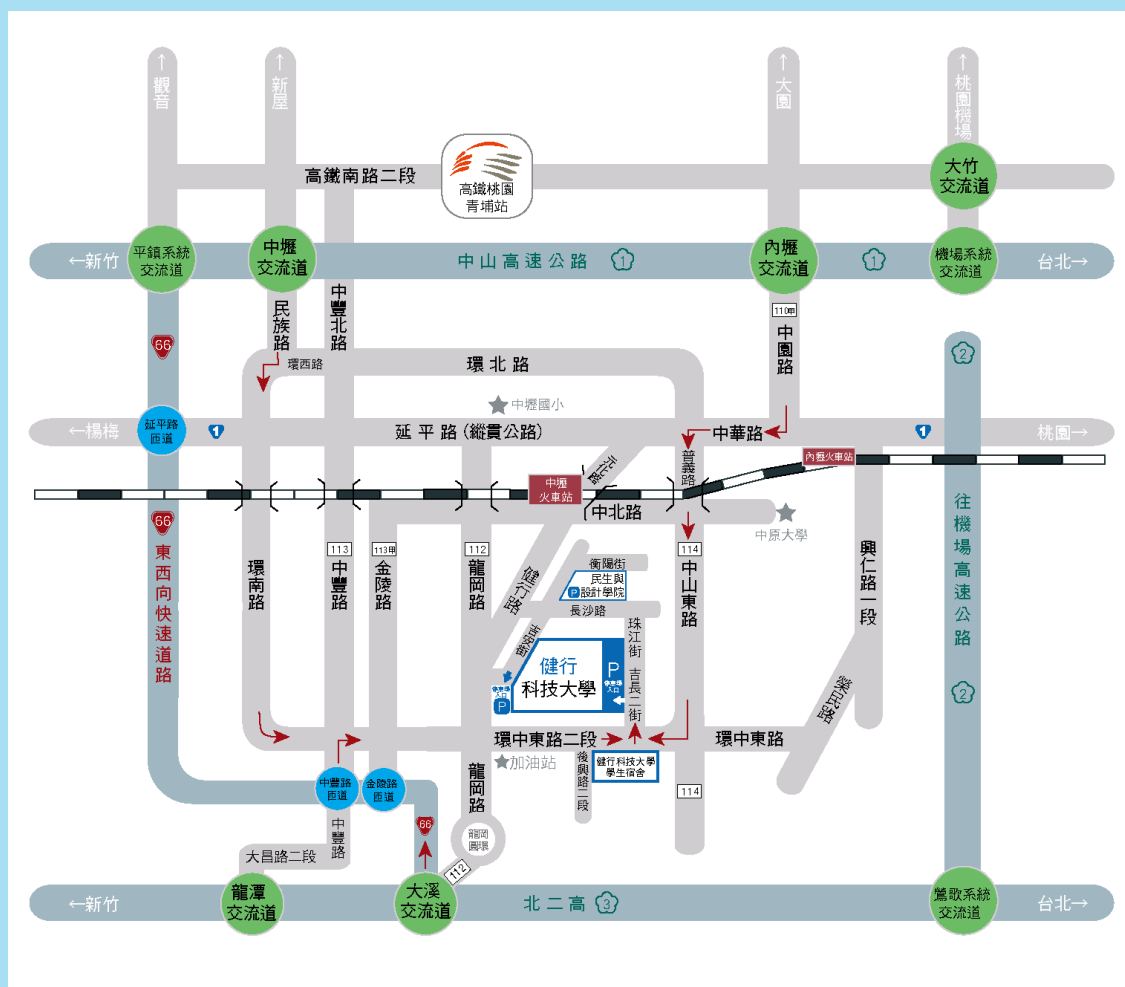 ↑觀音
↑新屋
↑大園
↑桃園機場
高鐵南路二段
高鐵桃園
青埔站
大竹
交流道
←新竹
平鎮系統
交流道
中壢
交流道
中山高速公路
1
內壢
交流道
1
機場系統
交流道
台北→
民族路
中豐北路
110甲
中園路
66
環西路
環北路
2
中壢國小
←楊梅
延平路
匝道
1
延平路(縱貫公路)
中華路
1
桃園→
元化路
普義路
內壢火車站
中壢
火車站
中北路
中原大學
66
東西向快速道路
環南路
113
中豐路
113甲
金陵路
112
龍岡路
健行路
衡陽街
民生與
設計學院
P
長沙路
114
中山東路
興仁路一段
往機場高速公路
2
吉安街
珠江街
吉長二街
健行
科技大學
P
停車場
入口
停車場
入口
P
榮民路
環中東路二段
環中東路
加油站
後興路二段
健行科技大學
學生宿舍
龍岡路
114
中豐路
匝道
金陵路
匝道
中豐路
66
龍岡
圓環
大昌路二段
112
←新竹
龍潭
交流道
大溪
交流道
北二高
3
鶯歌系統
交流道
台北→